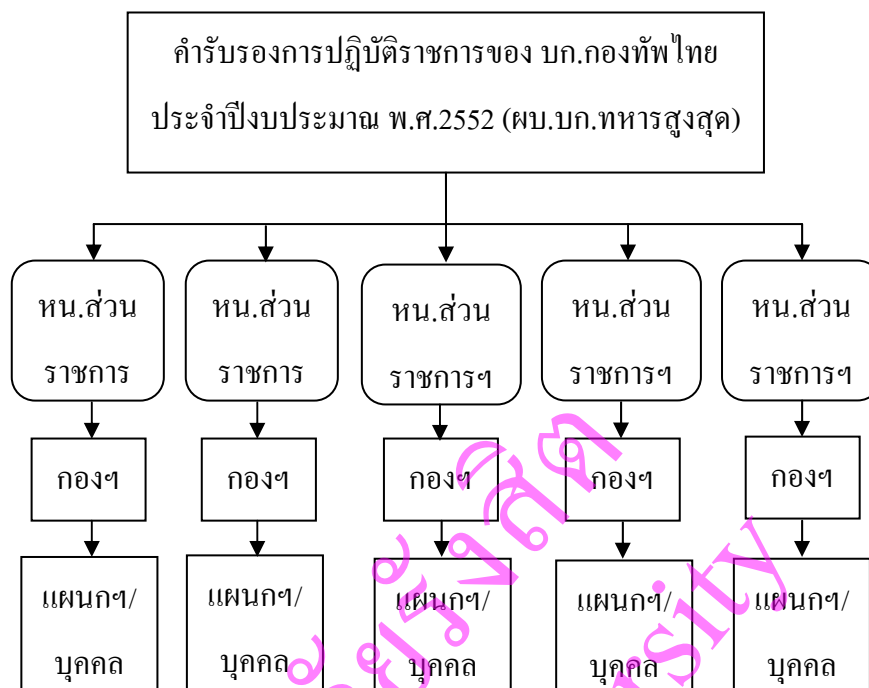 คำรับรองการปฏิบัติราชการของ บก.กองทัพไทย
ประจำปีงบประมาณ พ.ศ.2552 (ผบ.บก.ทหารสูงสุด)
หน.ส่วน
ราชการ
หน.ส่วน
ราชการ
หน.ส่วน
ราชการฯ
หน.ส่วน
ราชการฯ
หน.ส่วน
ราชการฯ
กองฯ
กองฯ
กองฯ
กองฯ
กองฯ
แผนกฯ/
บุคคล
แผนกฯ/
บุคคล
แผนกฯ/
บุคคล
แผนกฯ/
บุคคล
แผนกฯ/
บุคคล